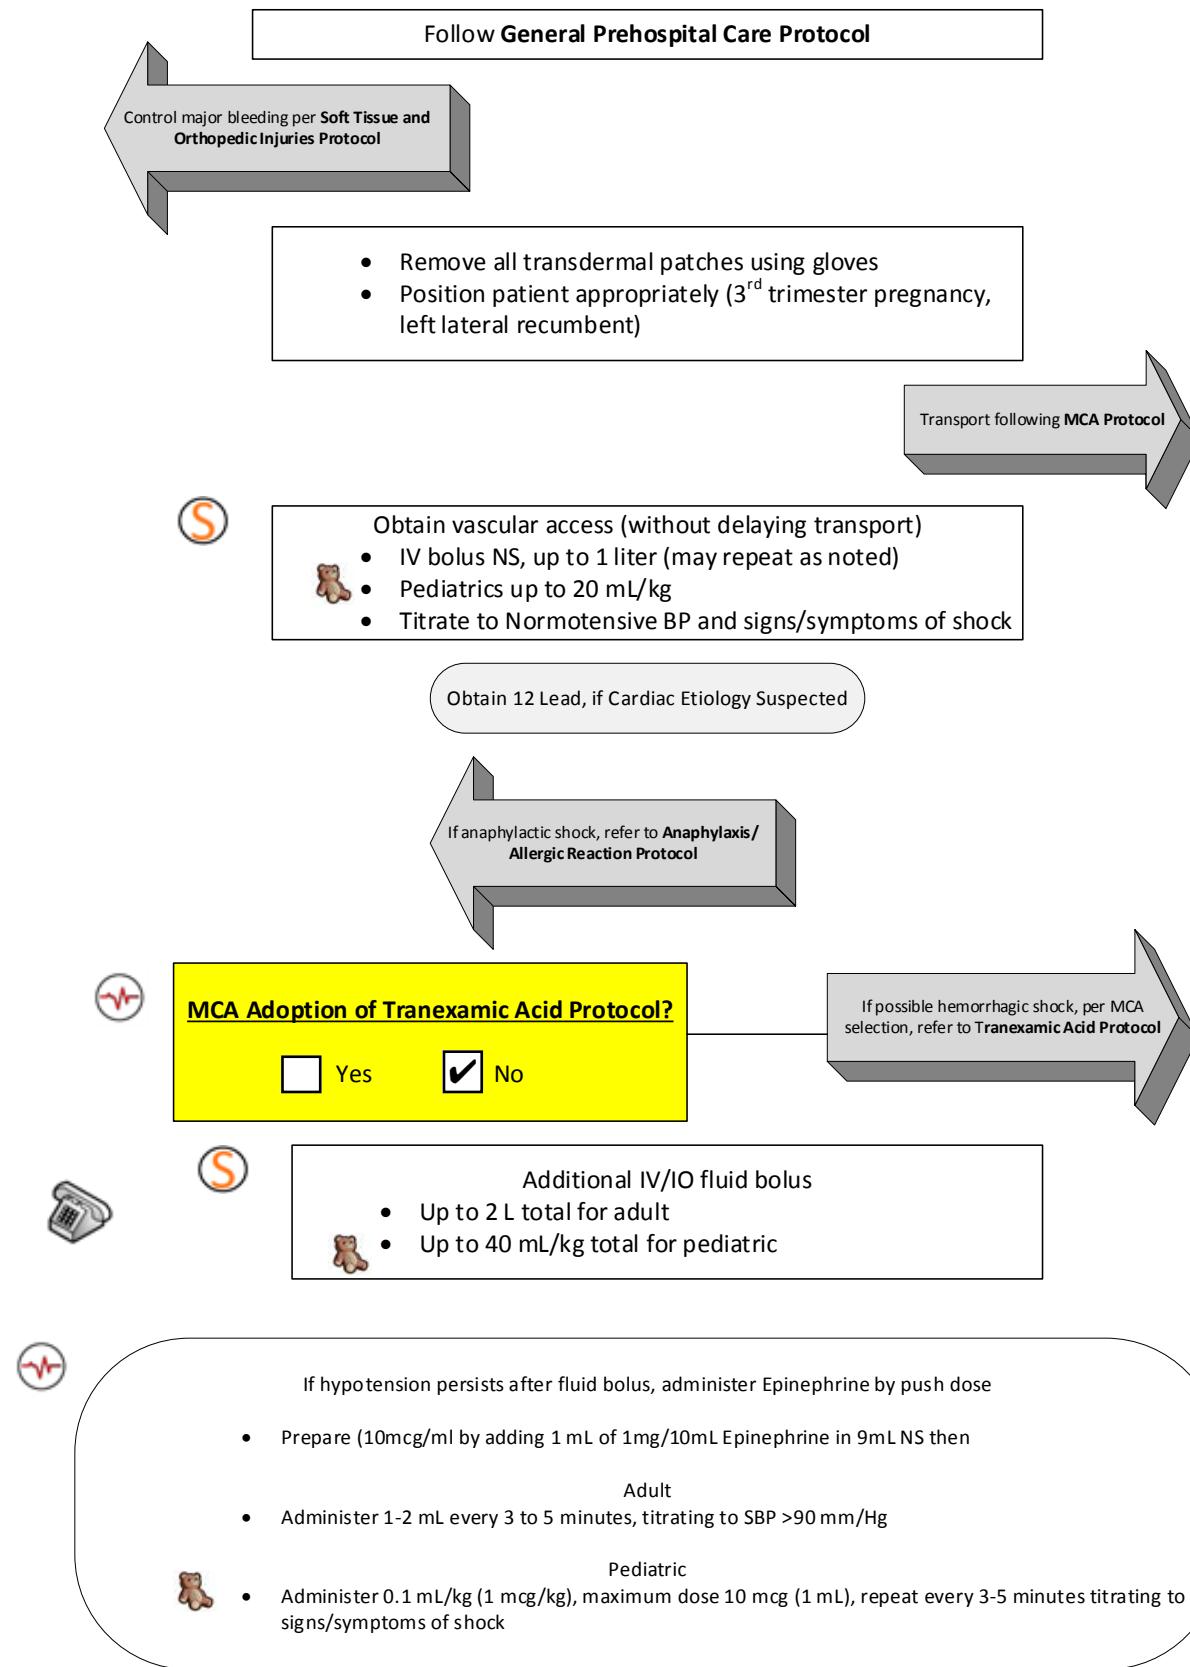 Follow General Prehospital Care Protocol
Control major bleeding per Soft Tissue and
Orthopedic Injuries Protocol
• Remove all transdermal patches using gloves
• Position patient appropriately (3rd trimester pregnancy,
left lateral recumbent)
Transport following MCA Protocol
S
Obtain vascular access (without delaying transport)
• IV bolus NS, up to 1 liter (may repeat as noted)
• Pediatrics up to 20 mL/kg
• Titrate to Normotensive BP and signs/symptoms of shock
Obtain 12 Lead, if Cardiac Etiology Suspected
If anaphylactic shock, refer to Anaphylaxis/
Allergic Reaction Protocol
MCA Adoption of Tranexamic Acid Protocol?
☐ Yes ☑ No
If possible hemorrhagic shock, per MCA
selection, refer to Tranexamic Acid Protocol
S
Additional IV/IO fluid bolus
• Up to 2 L total for adult
• Up to 40 mL/kg total for pediatric
If hypotension persists after fluid bolus, administer Epinephrine by push dose
• Prepare (10mcg/ml by adding 1 mL of 1mg/10mL Epinephrine in 9mL NS then
Adult
• Administer 1-2 mL every 3 to 5 minutes, titrating to SBP >90 mm/Hg
Pediatric
• Administer 0.1 mL/kg (1 mcg/kg), maximum dose 10 mcg (1 mL), repeat every 3-5 minutes titrating to
signs/symptoms of shock